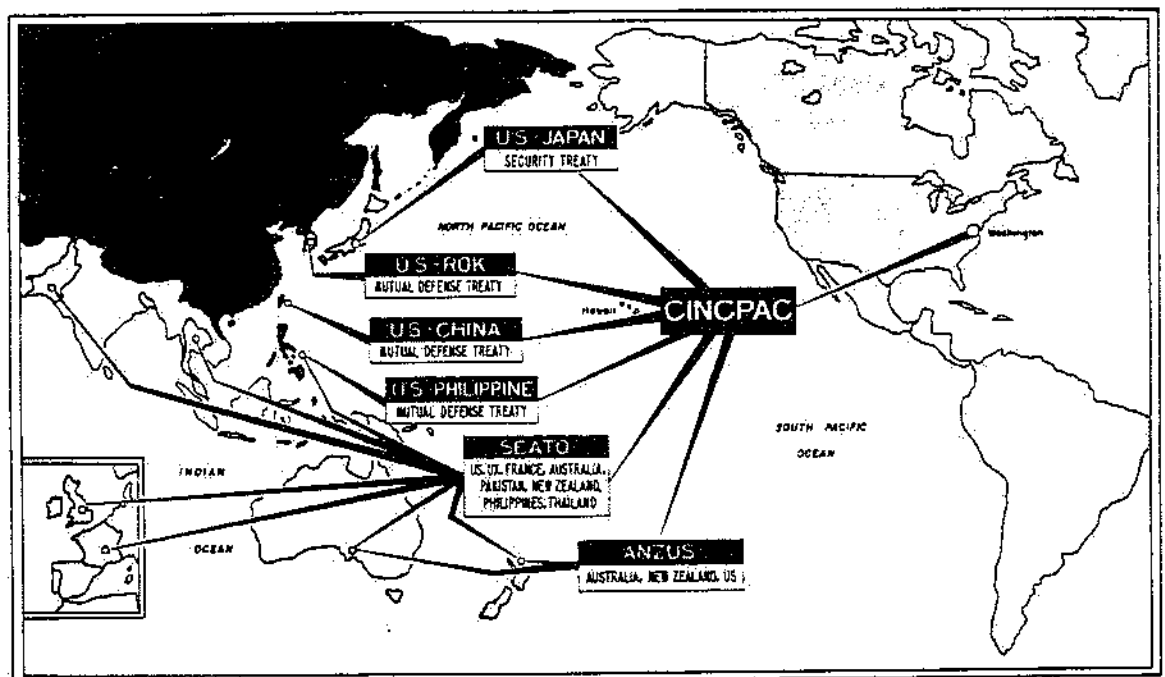 U.S.-JAPAN
SECURITY TREATY
NORTH PACIFIC OCEAN
Washington
U.S.-ROK
MUTUAL DEFENSE TREATY
Hawaii
CINCPAC
U.S.-CHINA
MUTUAL DEFENSE TREATY
U.S.-PHILIPPINE
MUTUAL DEFENSE TREATY
SOUTH PACIFIC
OCEAN
SEATO
US, UK, FRANCE, AUSTRALIA,
PAKISTAN, NEW ZEALAND,
PHILIPPINES, THAILAND
INDIAN
OCEAN
ANZUS
AUSTRALIA, NEW ZEALAND, US